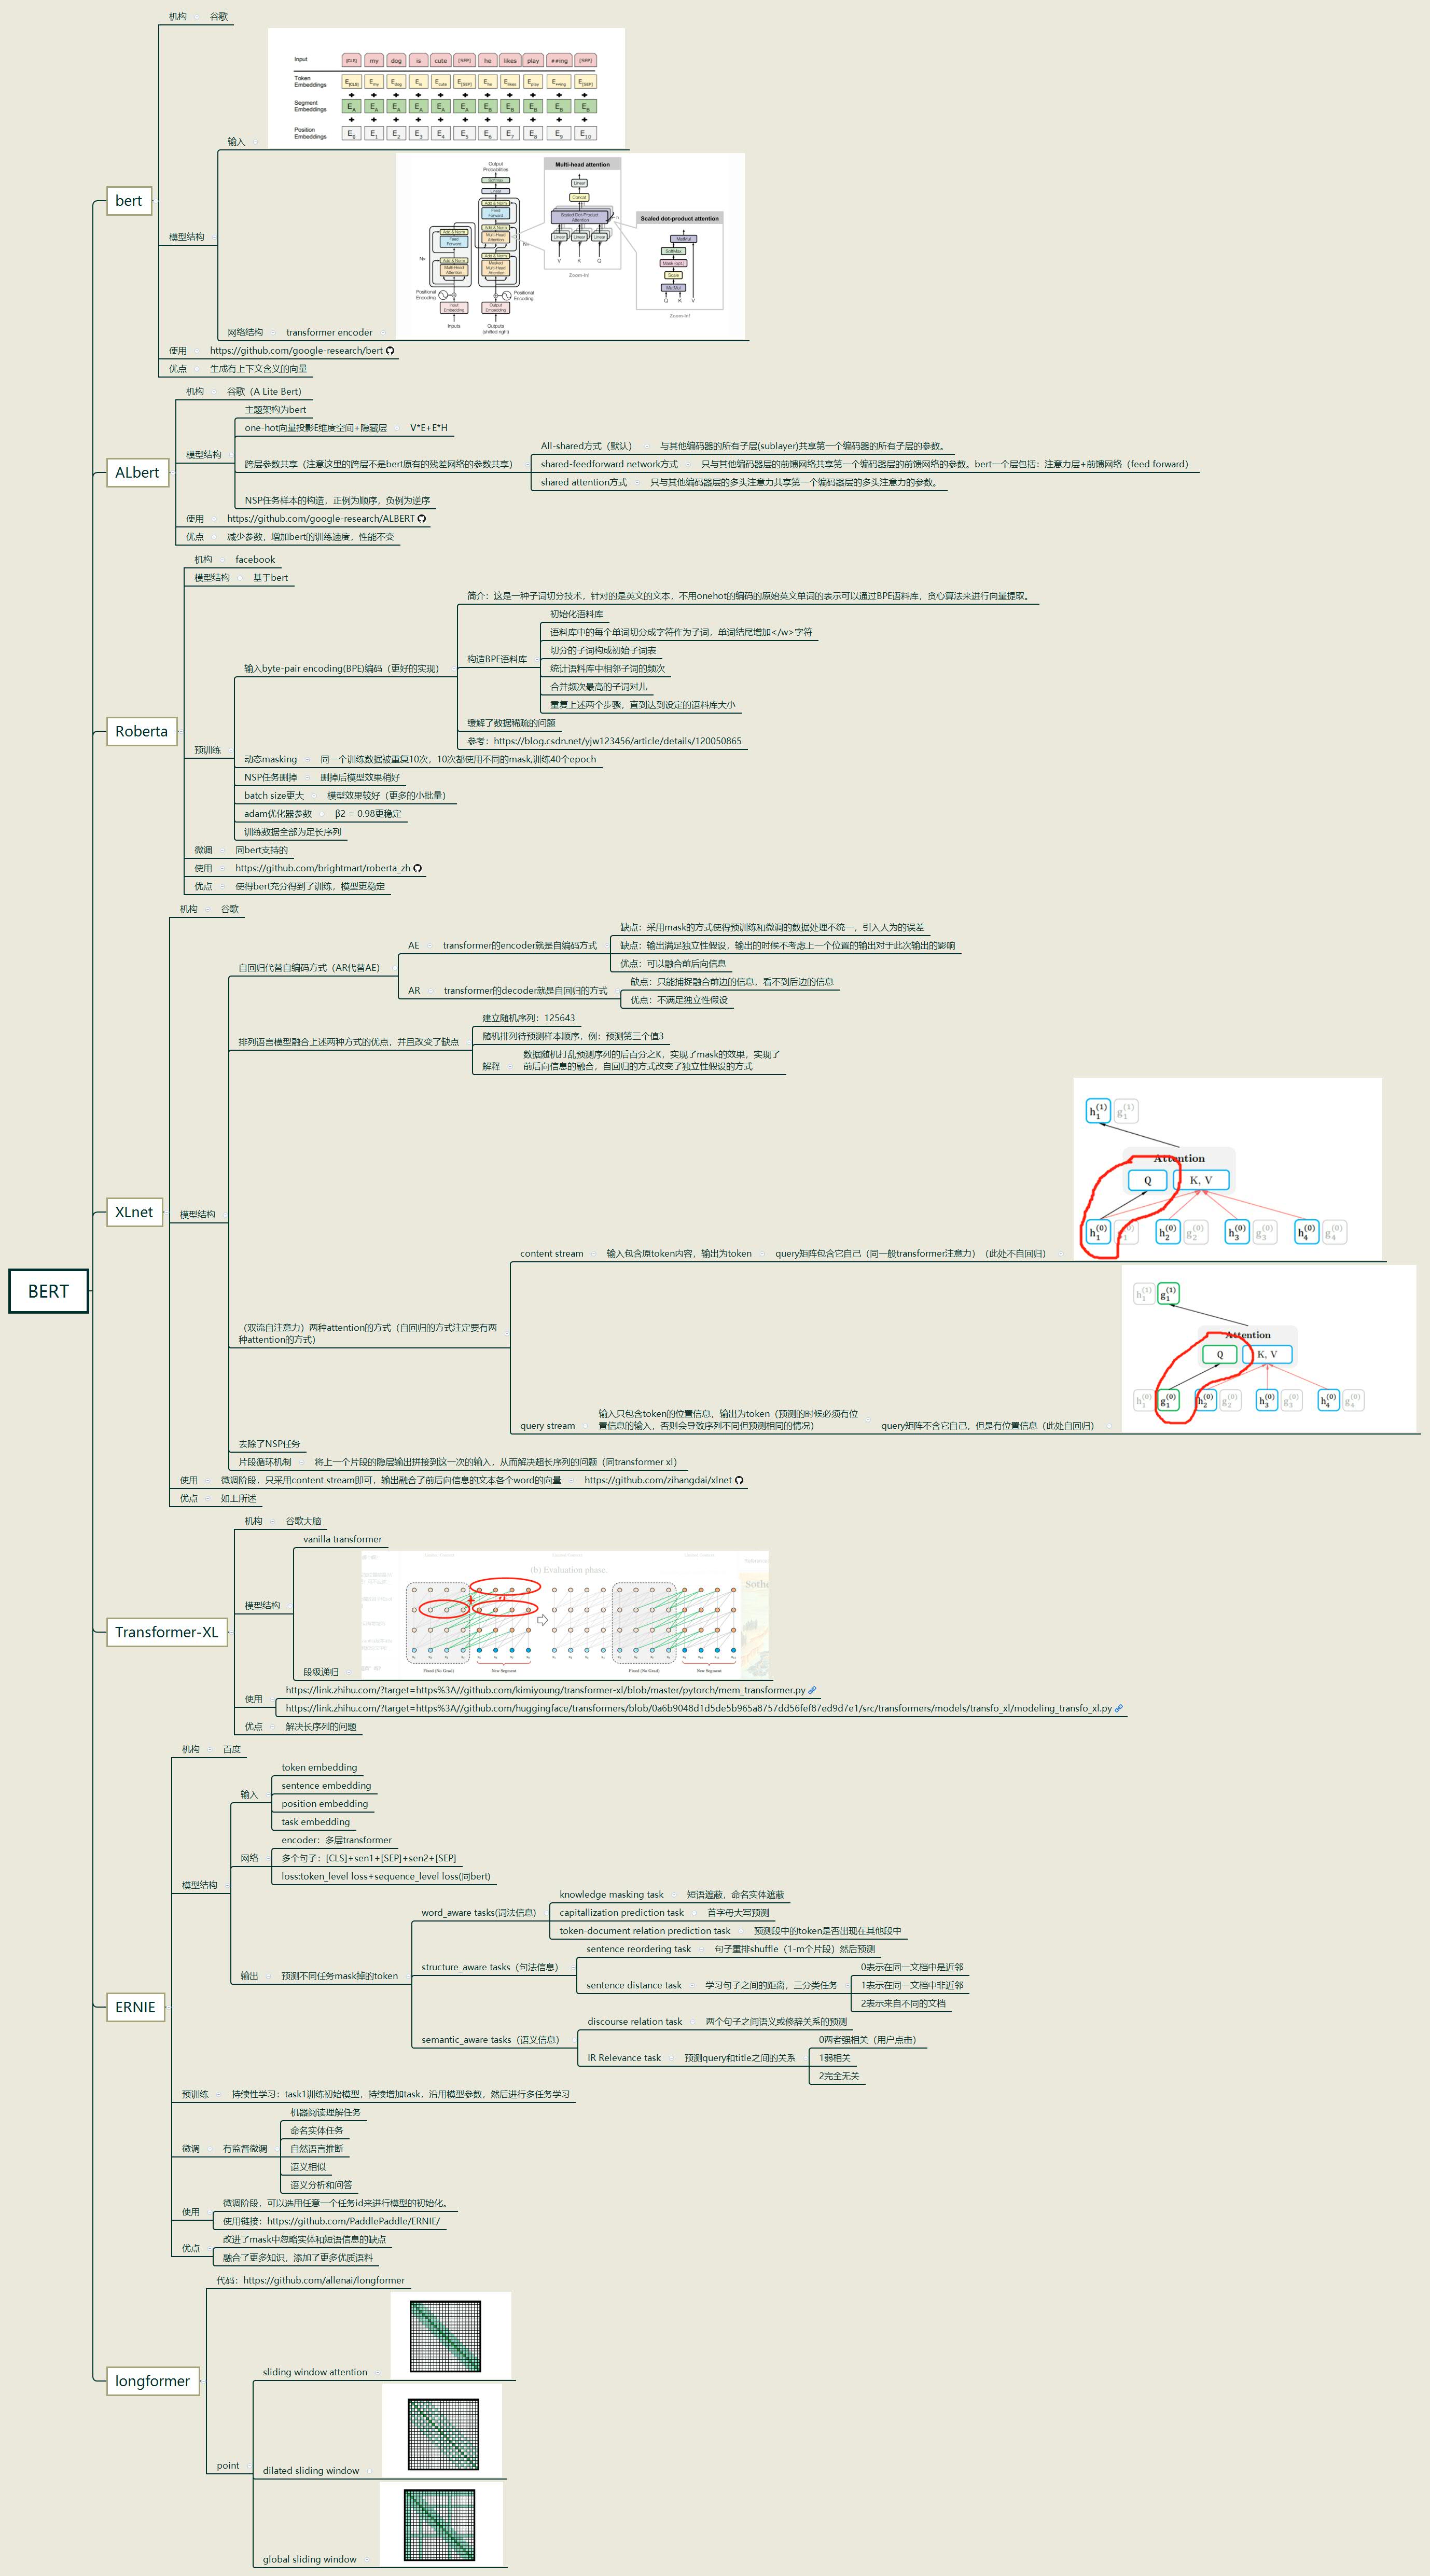 BERT
bert
机构
谷歌
模型结构
输入
Input
[CLS] my dog is cute [SEP] he likes play ##ing [SEP]
Token Embeddings
Segment Embeddings
Position Embeddings
网络结构
transformer encoder
Output Probabilities
Softmax
Linear
Add & Norm
Feed Forward
Add & Norm
Multi-Head Attention
Add & Norm
Masked Multi-Head Attention
Add & Norm
Feed Forward
Add & Norm
Multi-Head Attention
N×
N×
Positional Encoding
Positional Encoding
Input Embedding
Output Embedding
Inputs
Outputs (shifted right)
Multi-head attention
Linear
Concat
Scaled Dot-Product Attention
Linear Linear Linear
V K Q
Zoom-In!
Scaled dot-product attention
MatMul
SoftMax
Mask (opt.)
Scale
MatMul
Q K V
Zoom-In!
使用
https://github.com/google-research/bert
优点
生成有上下文含义的向量
ALbert
机构
谷歌（A Lite Bert）
模型结构
主题架构为bert
one-hot向量投影E维度空间+隐藏层
V*E+E*H
跨层参数共享（注意这里的跨层不是bert原有的残差网络的参数共享）
All-shared方式（默认）
与其他编码器的所有子层(sublayer)共享第一个编码器的所有子层的参数。
shared-feedforward network方式
只与其他编码器层的前馈网络共享第一个编码器层的前馈网络的参数。bert一个层包括：注意力层+前馈网络（feed forward）
shared attention方式
只与其他编码器层的多头注意力共享第一个编码器层的多头注意力的参数。
NSP任务样本的构造，正例为顺序，负例为逆序
使用
https://github.com/google-research/ALBERT
优点
减少参数，增加bert的训练速度，性能不变
Roberta
机构
facebook
模型结构
基于bert
预训练
输入byte-pair encoding(BPE)编码（更好的实现）
简介：这是一种子词切分技术，针对的是英文的文本，不用onehot的编码的原始英文单词的表示可以通过BPE语料库，贪心算法来进行向量提取。
构造BPE语料库
初始化语料库
语料库中的每个单词切分成字符作为子词，单词结尾增加</w>字符
切分的子词构成初始子词表
统计语料库中相邻子词的频次
合并频次最高的子词对儿
重复上述两个步骤，直到达到设定的语料库大小
缓解了数据稀疏的问题
参考：https://blog.csdn.net/yjw123456/article/details/120050865
动态masking
同一个训练数据被重复10次，10次都使用不同的mask,训练40个epoch
NSP任务删掉
删掉后模型效果稍好
batch size更大
模型效果较好（更多的小批量）
adam优化器参数
β2 = 0.98更稳定
训练数据全部为足长序列
微调
同bert支持的
使用
https://github.com/brightmart/roberta_zh
优点
使得bert充分得到了训练，模型更稳定
XLnet
机构
谷歌
模型结构
自回归代替自编码方式（AR代替AE）
AE
transformer的encoder就是自编码方式
缺点：采用mask的方式使得预训练和微调的数据处理不统一，引入人为的误差
缺点：输出满足独立性假设，输出的时候不考虑上一个位置的输出对于此次输出的影响
优点：可以融合前后向信息
AR
transformer的decoder就是自回归的方式
缺点：只能捕捉融合前边的信息，看不到后边的信息
优点：不满足独立性假设
排列语言模型融合上述两种方式的优点，并且改变了缺点
建立随机序列：125643
随机排列待预测样本顺序，例：预测第三个值3
解释
数据随机打乱预测序列的后百分之K，实现了mask的效果，实现了
前后向信息的融合，自回归的方式改变了独立性假设的方式
（双流自注意力）两种attention的方式（自回归的方式注定要有两
种attention的方式）
content stream
输入包含原token内容，输出为token
query矩阵包含它自己（同一般transformer注意力）（此处不自回归）
h₁⁽¹⁾ g₁⁽¹⁾
Attention
Q K, V
h₁⁽⁰⁾ h₂⁽⁰⁾ g₂⁽⁰⁾ h₃⁽⁰⁾ g₃⁽⁰⁾ h₄⁽⁰⁾ g₄⁽⁰⁾
query stream
输入只包含token的位置信息，输出为token（预测的时候必须有位
置信息的输入，否则会导致序列不同但预测相同的情况）
query矩阵不含它自己，但是有位置信息（此处自回归）
h₁⁽¹⁾ g₁⁽¹⁾
Attention
Q K, V
h₁⁽⁰⁾ g₁⁽⁰⁾ h₂⁽⁰⁾ g₂⁽⁰⁾ h₃⁽⁰⁾ g₃⁽⁰⁾ h₄⁽⁰⁾ g₄⁽⁰⁾
去除了NSP任务
片段循环机制
将上一个片段的隐层输出拼接到这一次的输入，从而解决超长序列的问题（同transformer xl）
使用
微调阶段，只采用content stream即可，输出融合了前后向信息的文本各个word的向量
https://github.com/zihangdai/xlnet
优点
如上所述
Transformer-XL
机构
谷歌大脑
模型结构
vanilla transformer
段级递归
(b) Evaluation phase.
Fixed (No Grad)
New Segment
Fixed (No Grad)
New Segment
使用
https://link.zhihu.com/?target=https%3A//github.com/kimiyoung/transformer-xl/blob/master/pytorch/mem_transformer.py
https://link.zhihu.com/?target=https%3A//github.com/huggingface/transformers/blob/0a6b9048d1d5de5b965a8757dd56fef87ed9d7e1/src/transformers/models/transfo_xl/modeling_transfo_xl.py
优点
解决长序列的问题
ERNIE
机构
百度
模型结构
输入
token embedding
sentence embedding
position embedding
task embedding
网络
encoder：多层transformer
多个句子：[CLS]+sen1+[SEP]+sen2+[SEP]
loss:token_level loss+sequence_level loss(同bert)
输出
预测不同任务mask掉的token
word_aware tasks(词法信息)
knowledge masking task
短语遮蔽，命名实体遮蔽
capitallization prediction task
首字母大写预测
token-document relation prediction task
预测段中的token是否出现在其他段中
structure_aware tasks（句法信息）
sentence reordering task
句子重排shuffle（1-m个片段）然后预测
sentence distance task
学习句子之间的距离，三分类任务
0表示在同一文档中是近邻
1表示在同一文档中非近邻
2表示来自不同的文档
semantic_aware tasks（语义信息）
discourse relation task
两个句子之间语义或修辞关系的预测
IR Relevance task
预测query和title之间的关系
0两者强相关（用户点击）
1弱相关
2完全无关
预训练
持续性学习：task1训练初始模型，持续增加task，沿用模型参数，然后进行多任务学习
微调
有监督微调
机器阅读理解任务
命名实体任务
自然语言推断
语义相似
语义分析和问答
使用
微调阶段，可以选用任意一个任务id来进行模型的初始化。
使用链接：https://github.com/PaddlePaddle/ERNIE/
优点
改进了mask中忽略实体和短语信息的缺点
融合了更多知识，添加了更多优质语料
longformer
代码：https://github.com/allenai/longformer
point
sliding window attention
dilated sliding window
global sliding window